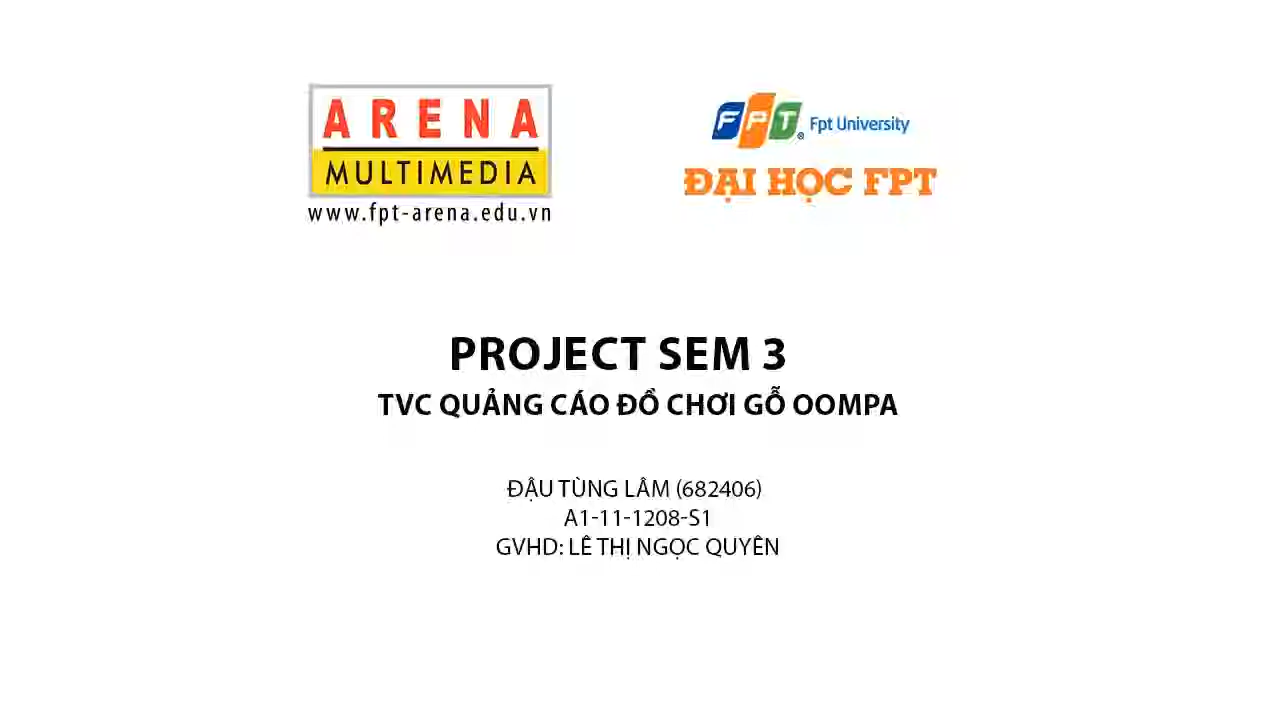 ARENA
MULTIMEDIA
www.fpt-arena.edu.vn
FPT® Fpt University
ĐẠI HỌC FPT
PROJECT SEM 3
TVC QUẢNG CÁO ĐỒ CHƠI GỖ OOMPA
ĐẬU TÙNG LÂM (682406)
A1-11-1208-S1
GVHD: LÊ THỊ NGỌC QUYÊN